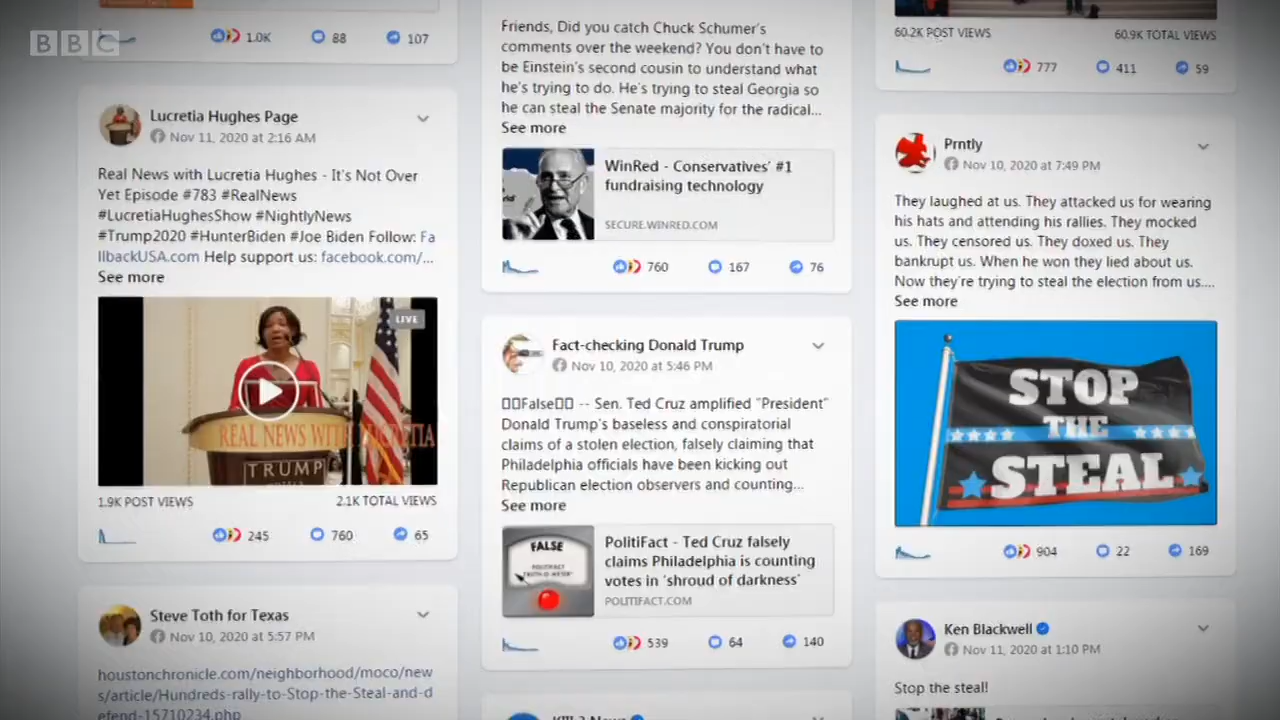 BBC
1.0K 88 107
Lucretia Hughes Page
Nov 11, 2020 at 2:16 AM
Real News with Lucretia Hughes - It's Not Over
Yet Episode #783 #RealNews
#LucretiaHughesShow #NightlyNews
#Trump2020 #HunterBiden #Joe Biden Follow: Fa
llbackUSA.com Help support us: facebook.com/...
See more
LIVE
REAL NEWS WITH LUCRETIA
TRUMP
1.9K POST VIEWS 2.1K TOTAL VIEWS
245 760 65
Steve Toth for Texas
Nov 10, 2020 at 5:57 PM
houstonchronicle.com/neighborhood/moco/new
s/article/Hundreds-rally-to-Stop-the-Steal-and-d
efend-15710234.php
Friends, Did you catch Chuck Schumer's
comments over the weekend? You don't have to
be Einstein's second cousin to understand what
he's trying to do. He's trying to steal Georgia so
he can steal the Senate majority for the radical...
See more
WinRed - Conservatives' #1
fundraising technology
SECURE.WINRED.COM
760 167 76
Fact-checking Donald Trump
Nov 10, 2020 at 5:46 PM
False -- Sen. Ted Cruz amplified "President"
Donald Trump's baseless and conspiratorial
claims of a stolen election, falsely claiming that
Philadelphia officials have been kicking out
Republican election observers and counting...
See more
FALSE
POLITIFACT
TRUTH-O-METER
PolitiFact - Ted Cruz falsely
claims Philadelphia is counting
votes in 'shroud of darkness'
POLITIFACT.COM
539 64 140
60.2K POST VIEWS 60.9K TOTAL VIEWS
777 411 59
Prntly
Nov 10, 2020 at 7:49 PM
They laughed at us. They attacked us for wearing
his hats and attending his rallies. They mocked
us. They censored us. They doxed us. They
bankrupt us. When he won they lied about us.
Now they're trying to steal the election from us....
See more
STOP
THE
STEAL
904 22 169
Ken Blackwell
Nov 11, 2020 at 1:10 PM
Stop the steal!